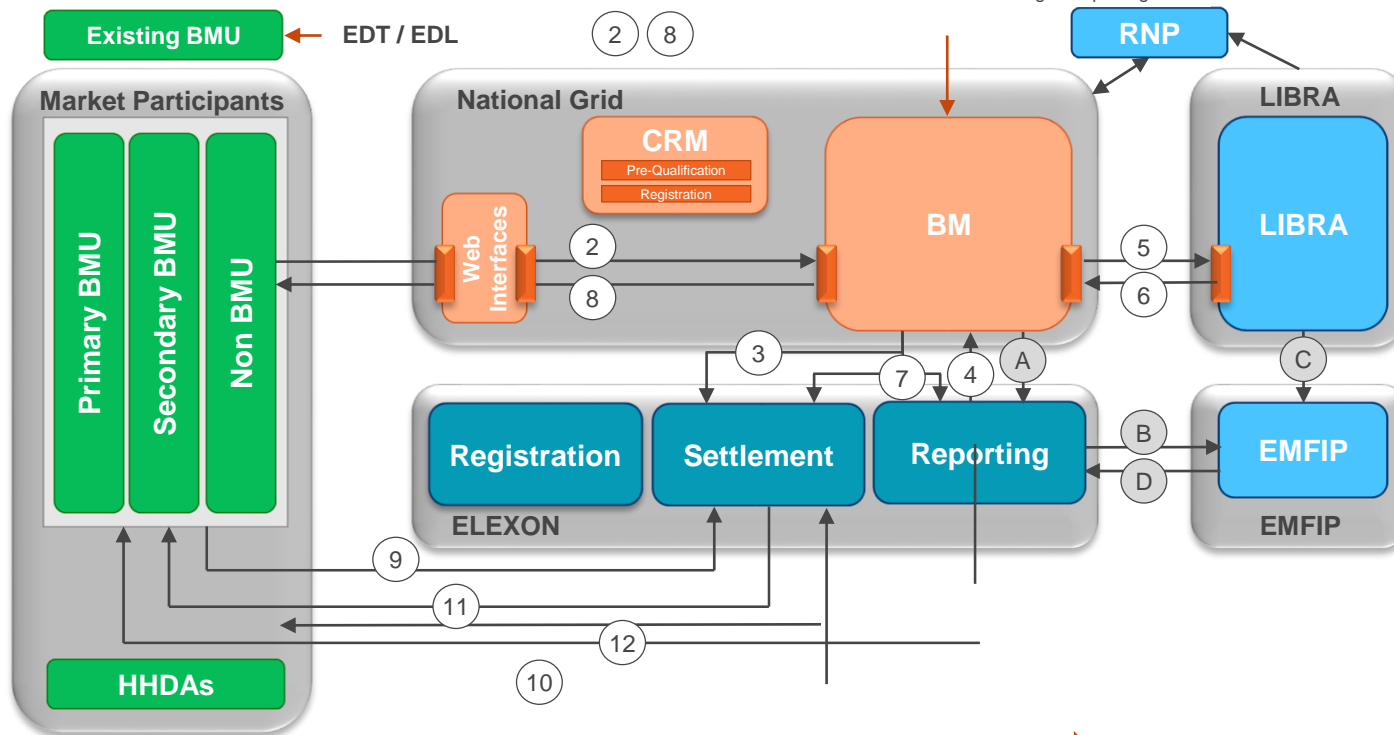 Existing BMU
EDT / EDL
2
8
RNP
Market Participants
Primary BMU
Secondary BMU
Non BMU
HHDAs
National Grid
CRM
Pre-Qualification
Registration
Web
Interfaces
BM
2
8
5
6
LIBRA
LIBRA
3
7
4
A
C
Registration
Settlement
Reporting
ELEXON
B
D
EMFIP
EMFIP
9
11
12
10